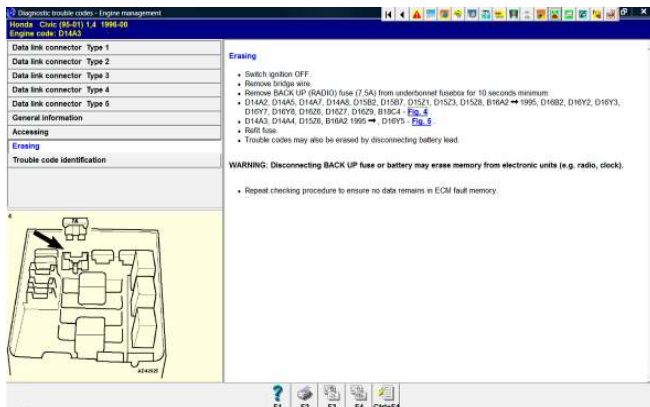 Diagnostic trouble codes - Engine management
Honda Civic (95-01) 1,4 1996-00
Engine code: D14A3
Data link connector Type 1
Data link connector Type 2
Data link connector Type 3
Data link connector Type 4
Data link connector Type 5
General information
Accessing
Erasing
Trouble code identification
Erasing
• Switch ignition OFF.
• Remove bridge wire.
• Remove BACK UP (RADIO) fuse (7,5A) from underbonnet fusebox for 10 seconds minimum:
• D14A2, D14A5, D14A7, D14A8, D15B2, D15B7, D15Z1, D15Z3, D15Z8, B16A2 ➞ 1995, D16B2, D16Y2, D16Y3,
D16Y7, D16Y8, D16Z6, D16Z7, D16Z9, B18C4 - Fig. 4.
• D14A3, D14A4, D15Z6, B16A2 1995 ➞ , D16Y5 - Fig. 5 .
• Refit fuse.
• Trouble codes may also be erased by disconnecting battery lead.
WARNING: Disconnecting BACK UP fuse or battery may erase memory from electronic units (e.g. radio, clock).
• Repeat checking procedure to ensure no data remains in ECM fault memory.
4
7A
AD42625
F1 F2 F3 F4 Ctrl+F4